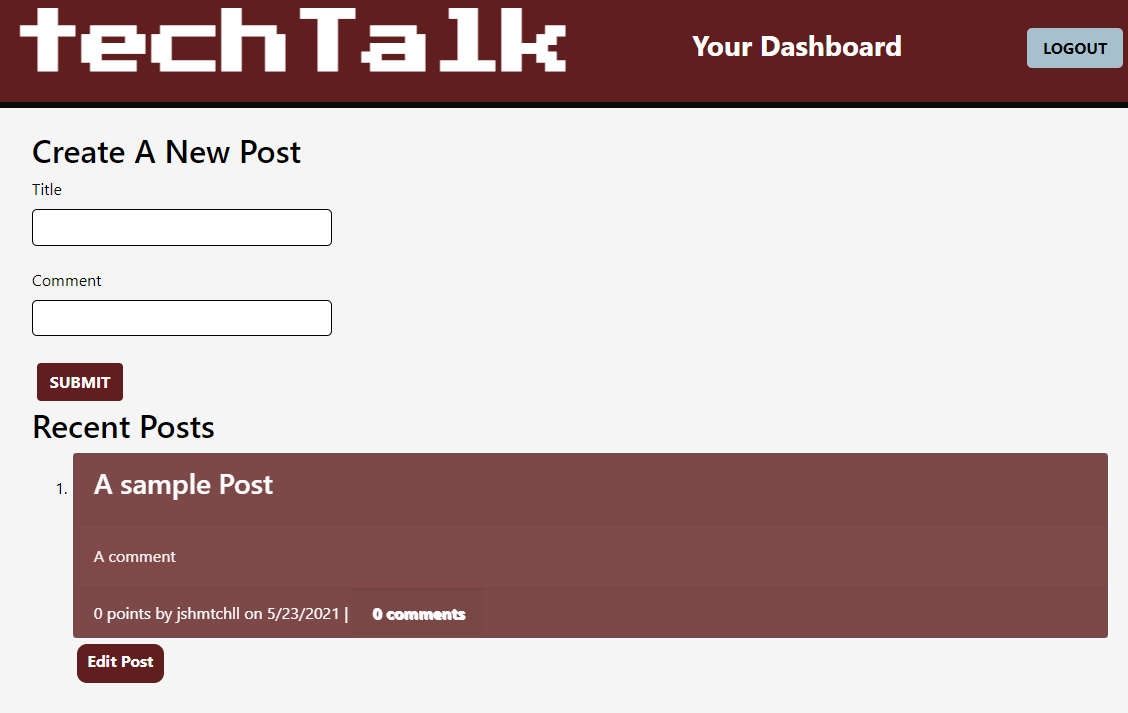 techTalk
Your Dashboard
LOGOUT
Create A New Post
Title
Comment
SUBMIT
Recent Posts
1. A sample Post
A comment
0 points by jshmtchll on 5/23/2021 | 0 comments
Edit Post